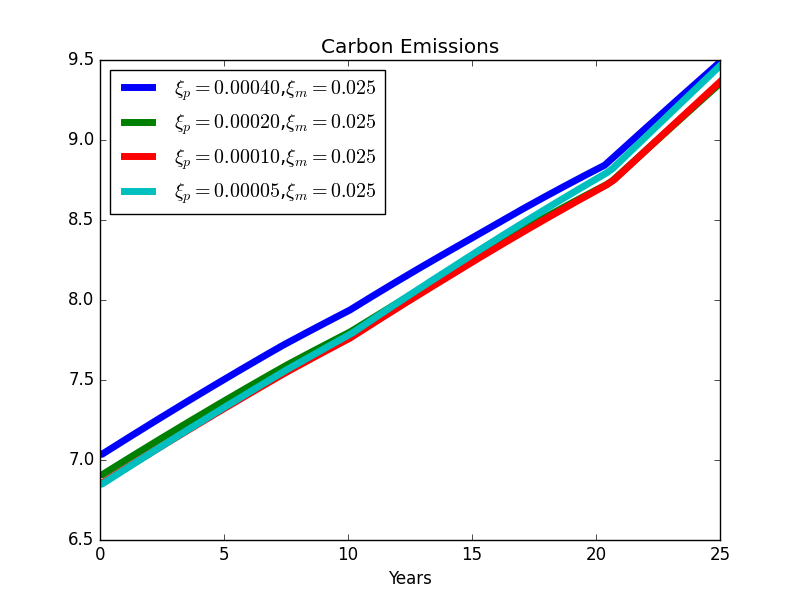 Carbon Emissions
9.5
9.0
8.5
8.0
7.5
7.0
6.5
ξ_p = 0.00040,ξ_m = 0.025
ξ_p = 0.00020,ξ_m = 0.025
ξ_p = 0.00010,ξ_m = 0.025
ξ_p = 0.00005,ξ_m = 0.025
0 5 10 15 20 25
Years